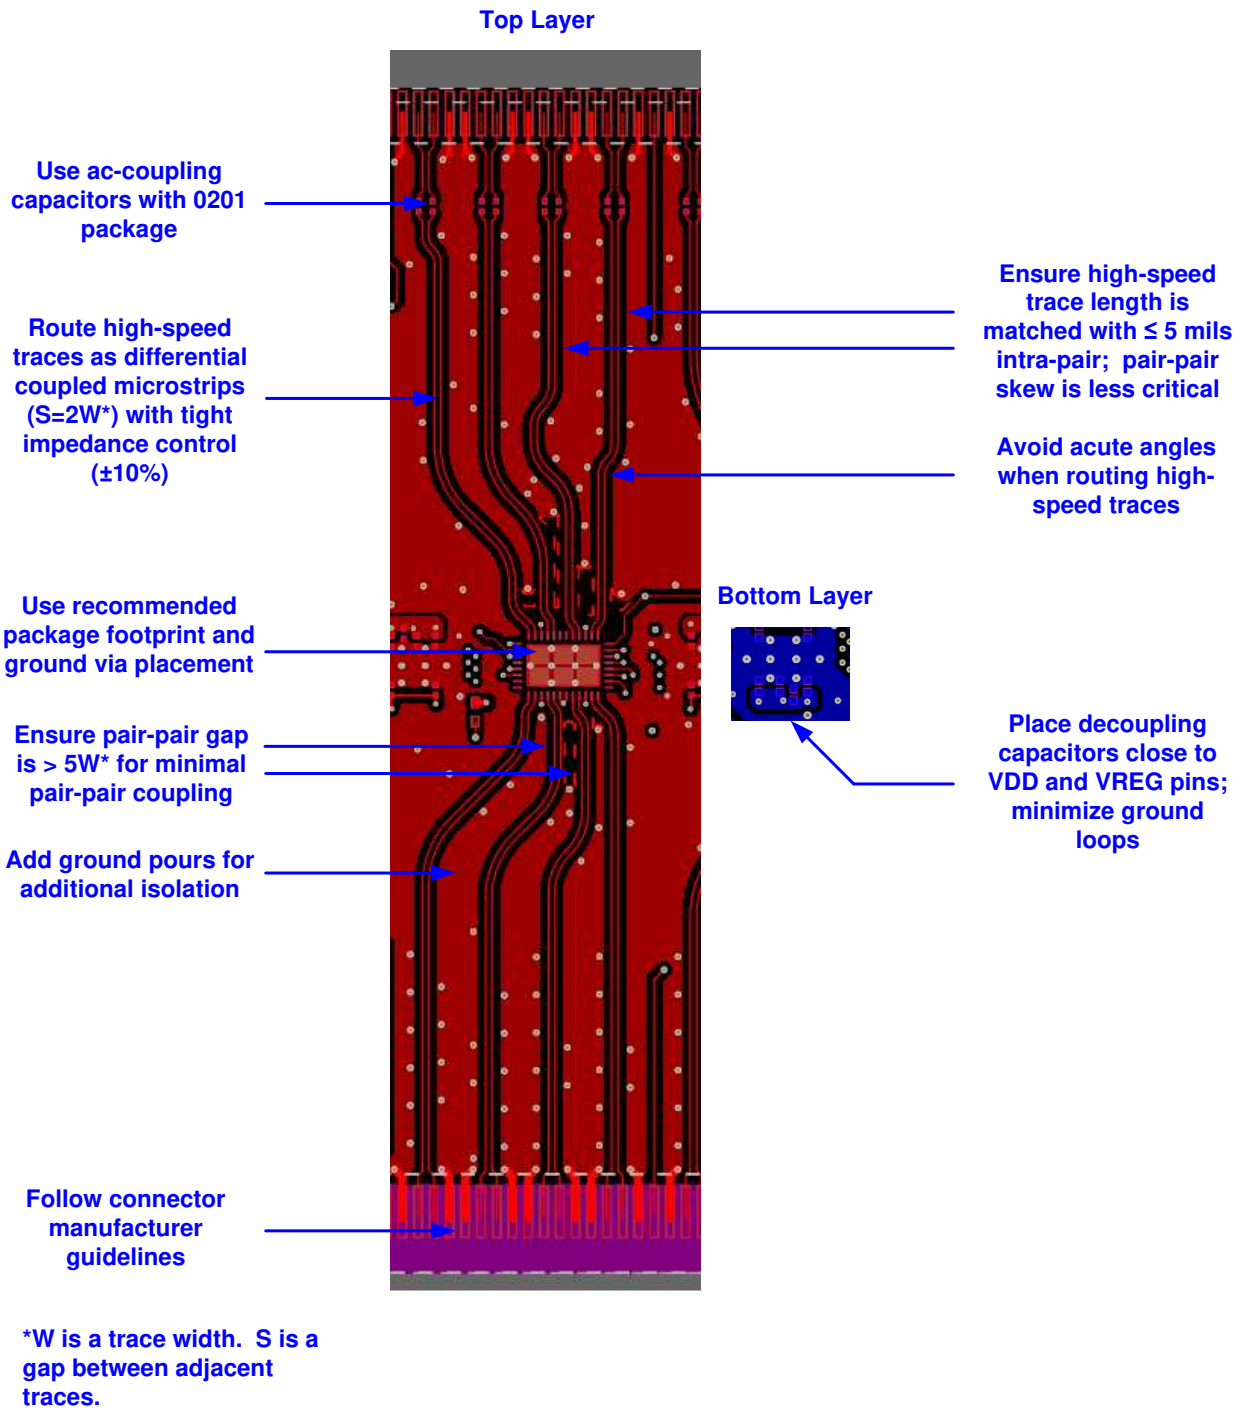 Top Layer
Use ac-coupling
capacitors with 0201
package
Route high-speed
traces as differential
coupled microstrips
(S=2W*) with tight
impedance control
(±10%)
Use recommended
package footprint and
ground via placement
Ensure pair-pair gap
is > 5W* for minimal
pair-pair coupling
Add ground pours for
additional isolation
Follow connector
manufacturer
guidelines
*W is a trace width.  S is a
gap between adjacent
traces.
Ensure high-speed
trace length is
matched with ≤ 5 mils
intra-pair;  pair-pair
skew is less critical
Avoid acute angles
when routing high-
speed traces
Bottom Layer
Place decoupling
capacitors close to
VDD and VREG pins;
minimize ground
loops